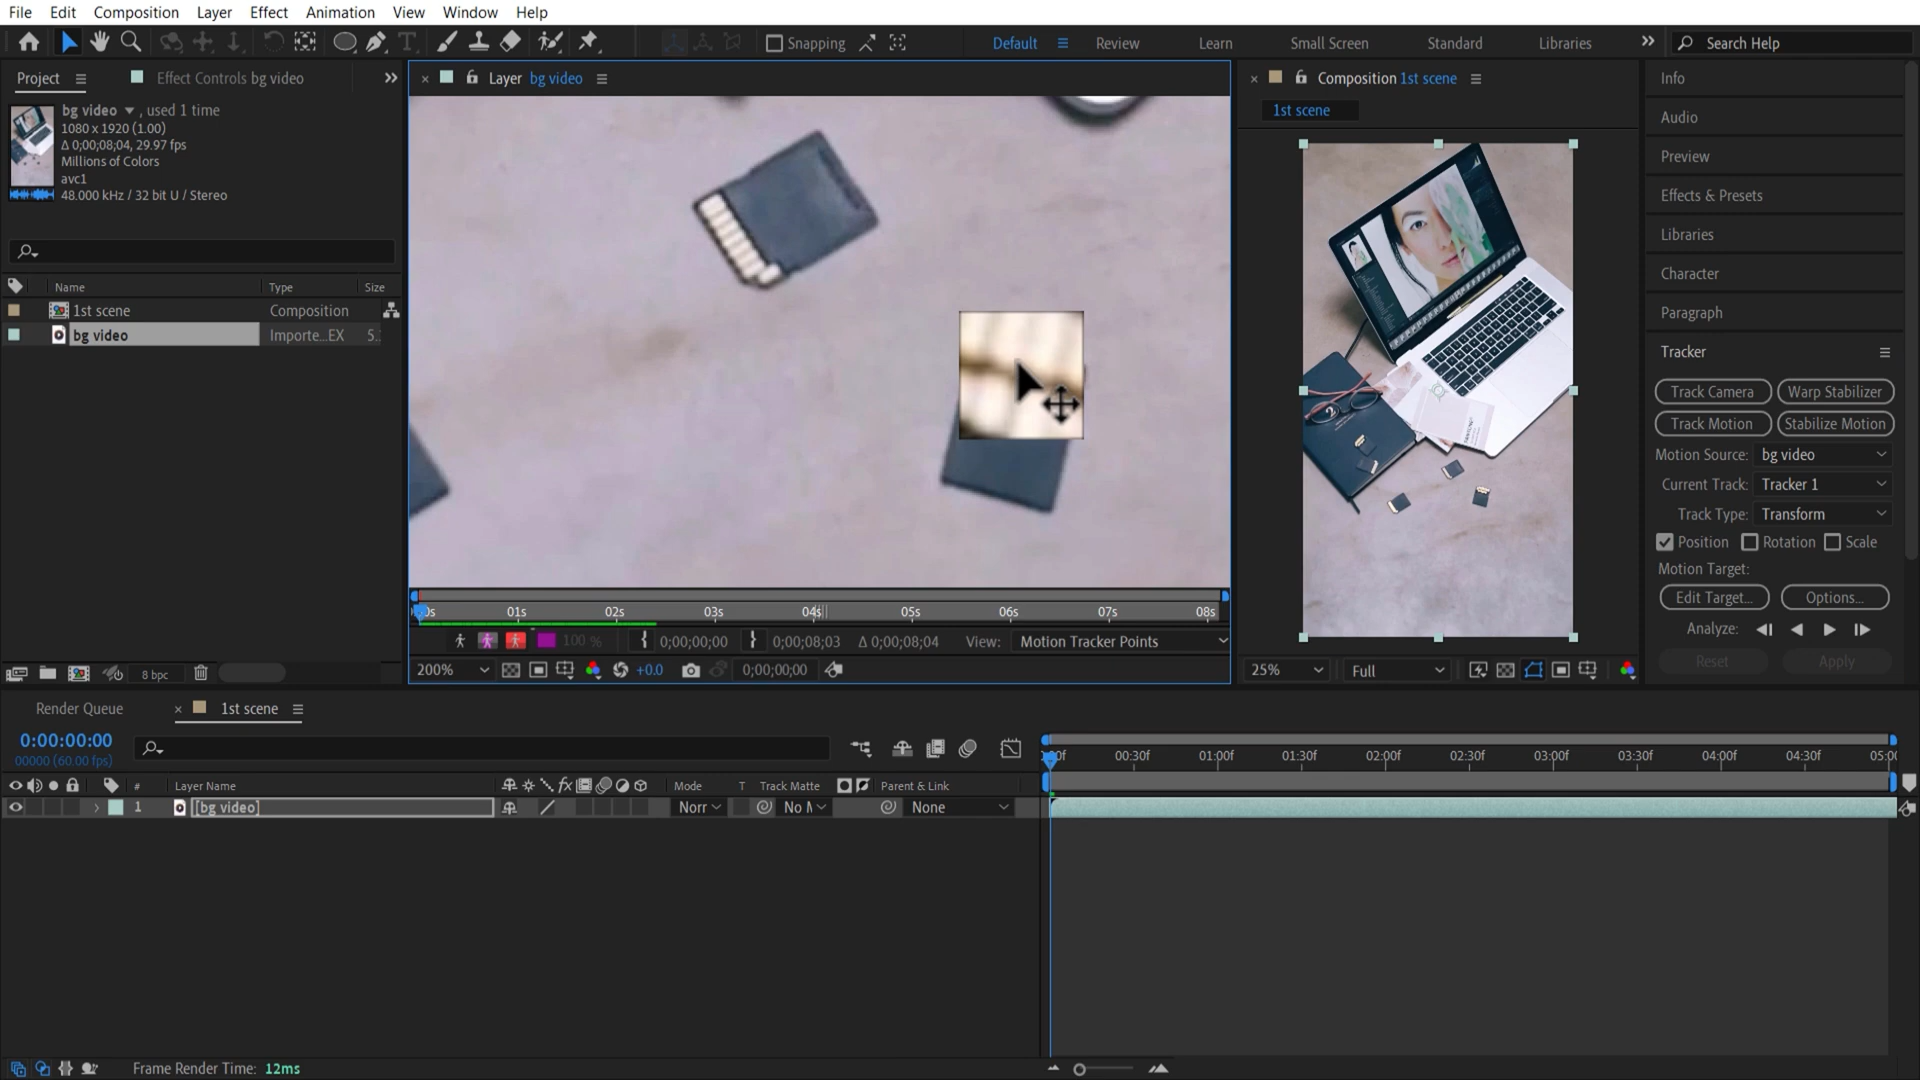 File Edit Composition Layer Effect Animation View Window Help
Snapping Default Review Learn Small Screen Standard Libraries Search Help
Project Effect Controls bg video
bg video , used 1 time
1080 x 1920 (1.00)
Δ 0;00;08;04, 29.97 fps
Millions of Colors
avc1
48.000 kHz / 32 bit U / Stereo
Name Type Size
1st scene Composition
bg video Importe...EX 5.
8 bpc
Layer bg video
0s 01s 02s 03s 04s 05s 06s 07s 08s
100 % 0;00;00;00 0;00;08;03 Δ 0;00;08;04 View: Motion Tracker Points
200% +0.0 0;00;00;00
Composition 1st scene
1st scene
25% Full
Info
Audio
Preview
Effects & Presets
Libraries
Character
Paragraph
Tracker
Track Camera Warp Stabilizer
Track Motion Stabilize Motion
Motion Source: bg video
Current Track: Tracker 1
Track Type: Transform
Position Rotation Scale
Motion Target:
Edit Target... Options...
Analyze:
Reset Apply
Render Queue 1st scene
0:00:00:00
00000 (60.00 fps)
# Layer Name fx Mode T Track Matte Parent & Link
1 [bg video] Norr No M None
:00f 00:30f 01:00f 01:30f 02:00f 02:30f 03:00f 03:30f 04:00f 04:30f 05:00
Frame Render Time: 12ms